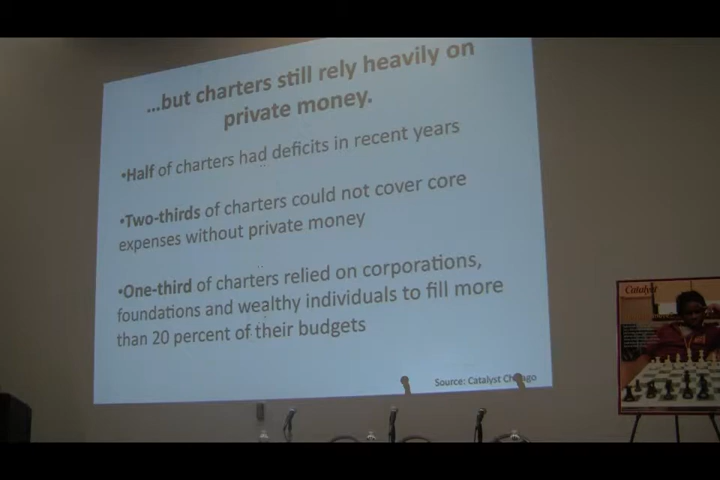 ...but charters still rely heavily on
private money.
•Half of charters had deficits in recent years
•Two-thirds of charters could not cover core
expenses without private money
•One-third of charters relied on corporations,
foundations and wealthy individuals to fill more
than 20 percent of their budgets
Source: Catalyst Chicago
Catalyst